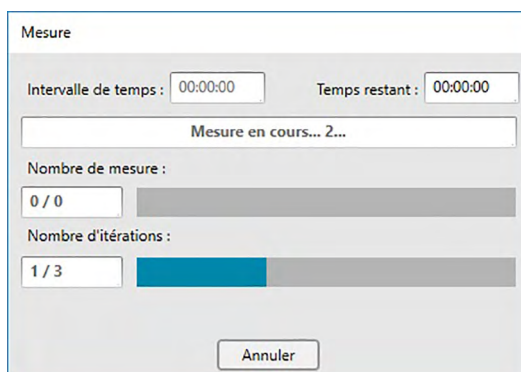 Mesure
Intervalle de temps : 00:00:00 Temps restant : 00:00:00
Mesure en cours... 2...
Nombre de mesure :
0 / 0
Nombre d'itérations :
1 / 3
Annuler